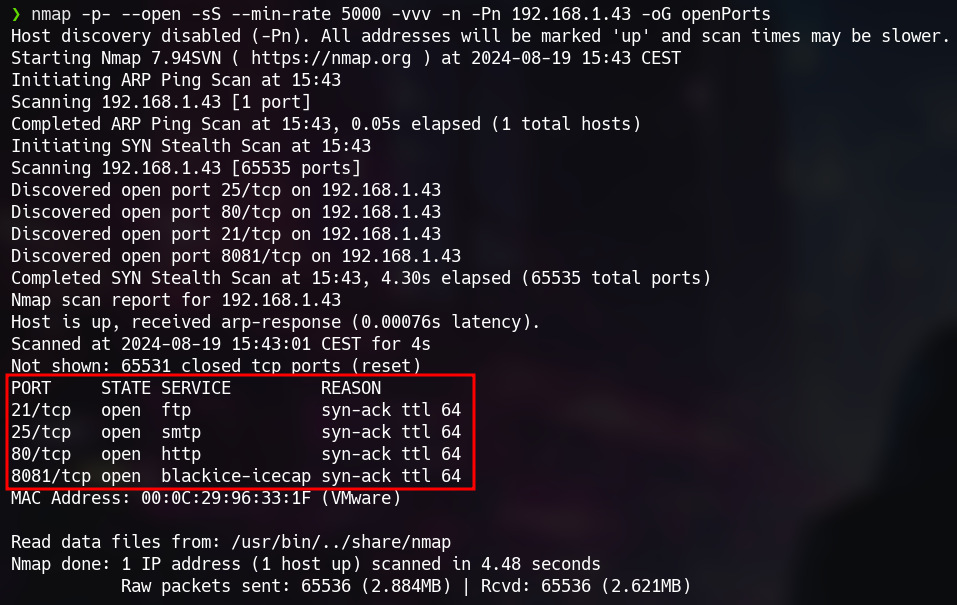 ❯ nmap -p- --open -sS --min-rate 5000 -vvv -n -Pn 192.168.1.43 -oG openPorts
Host discovery disabled (-Pn). All addresses will be marked 'up' and scan times may be slower.
Starting Nmap 7.94SVN ( https://nmap.org ) at 2024-08-19 15:43 CEST
Initiating ARP Ping Scan at 15:43
Scanning 192.168.1.43 [1 port]
Completed ARP Ping Scan at 15:43, 0.05s elapsed (1 total hosts)
Initiating SYN Stealth Scan at 15:43
Scanning 192.168.1.43 [65535 ports]
Discovered open port 25/tcp on 192.168.1.43
Discovered open port 80/tcp on 192.168.1.43
Discovered open port 21/tcp on 192.168.1.43
Discovered open port 8081/tcp on 192.168.1.43
Completed SYN Stealth Scan at 15:43, 4.30s elapsed (65535 total ports)
Nmap scan report for 192.168.1.43
Host is up, received arp-response (0.00076s latency).
Scanned at 2024-08-19 15:43:01 CEST for 4s
Not shown: 65531 closed tcp ports (reset)
PORT     STATE SERVICE         REASON
21/tcp   open  ftp             syn-ack ttl 64
25/tcp   open  smtp            syn-ack ttl 64
80/tcp   open  http            syn-ack ttl 64
8081/tcp open  blackice-icecap syn-ack ttl 64
MAC Address: 00:0C:29:96:33:1F (VMware)

Read data files from: /usr/bin/../share/nmap
Nmap done: 1 IP address (1 host up) scanned in 4.48 seconds
           Raw packets sent: 65536 (2.884MB) | Rcvd: 65536 (2.621MB)